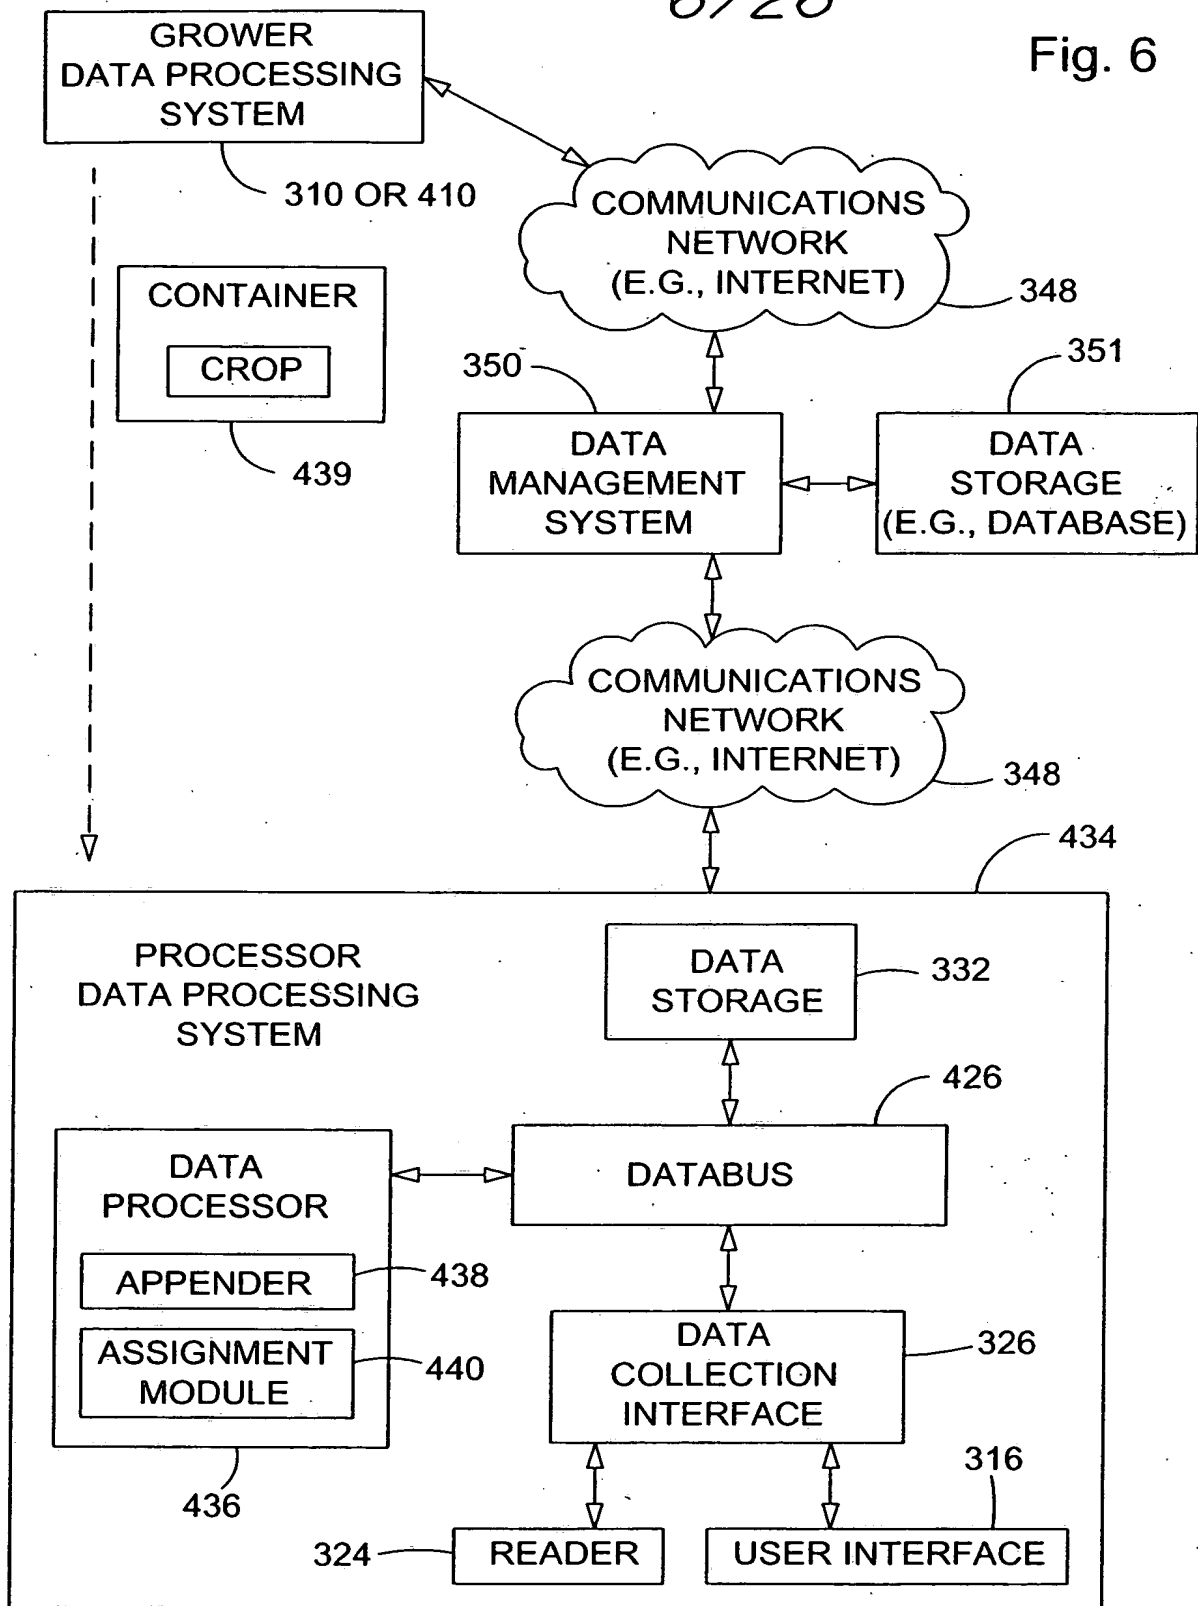 6/26
Fig. 6
GROWER
DATA PROCESSING
SYSTEM
310 OR 410
COMMUNICATIONS
NETWORK
(E.G., INTERNET)
348
CONTAINER
CROP
439
350
351
DATA
MANAGEMENT
SYSTEM
DATA
STORAGE
(E.G., DATABASE)
COMMUNICATIONS
NETWORK
(E.G., INTERNET)
348
434
PROCESSOR
DATA PROCESSING
SYSTEM
DATA
STORAGE
332
426
DATABUS
DATA
PROCESSOR
APPENDER
438
ASSIGNMENT
MODULE
440
436
DATA
COLLECTION
INTERFACE
326
316
324
READER
USER INTERFACE